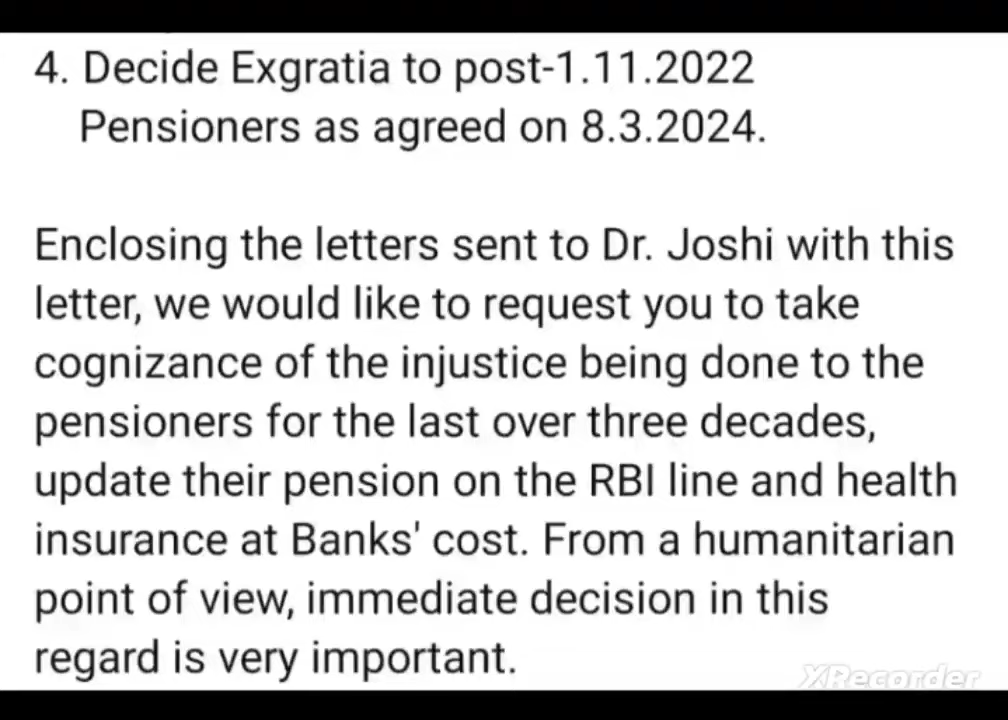 4. Decide Exgratia to post-1.11.2022
Pensioners as agreed on 8.3.2024.
Enclosing the letters sent to Dr. Joshi with this
letter, we would like to request you to take
cognizance of the injustice being done to the
pensioners for the last over three decades,
update their pension on the RBI line and health
insurance at Banks' cost. From a humanitarian
point of view, immediate decision in this
regard is very important.
XRecorder